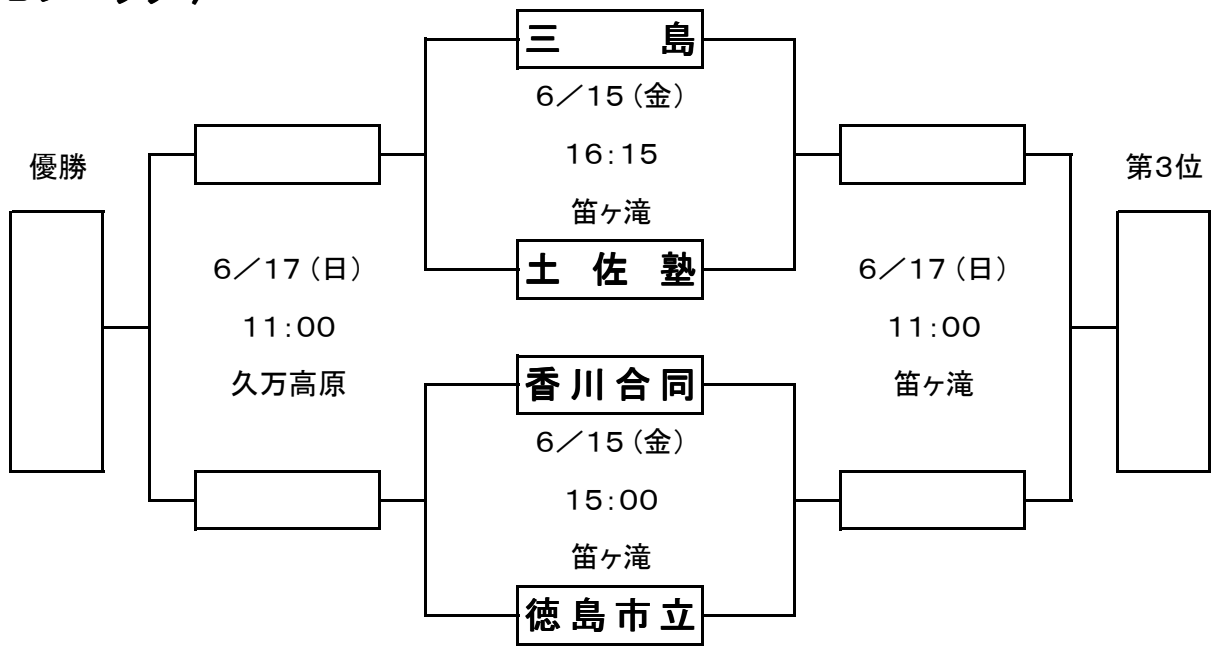 三島
6／15（金）
16：15
笛ヶ滝
土佐塾
優勝
第3位
6／17（日）
11：00
久万高原
6／17（日）
11：00
笛ヶ滝
香川合同
6／15（金）
15：00
笛ヶ滝
徳島市立